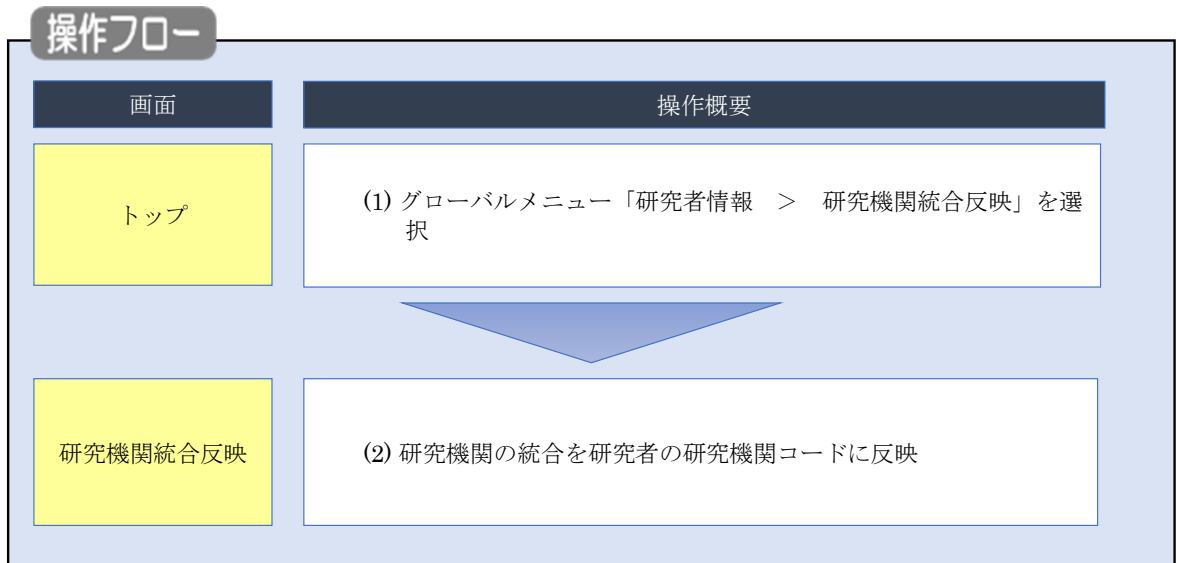 操作フロー
画面
操作概要
トップ
(1) グローバルメニュー「研究者情報　＞　研究機関統合反映」を選
択
研究機関統合反映
(2) 研究機関の統合を研究者の研究機関コードに反映